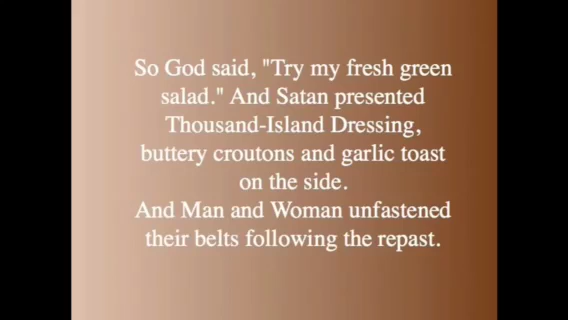 So God said, "Try my fresh green
salad." And Satan presented
Thousand-Island Dressing,
buttery croutons and garlic toast
on the side.
And Man and Woman unfastened
their belts following the repast.